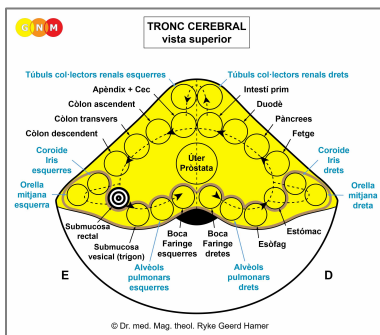 GNM
TRONC CEREBRAL
vista superior
Túbuls col·lectors renals esquerres
Túbuls col·lectors renals drets
Apèndix + Cec
Intestí prim
Còlon ascendent
Duodè
Còlon transvers
Pàncrees
Còlon descendent
Fetge
Coroide
Iris
esquerres
Úter
Pròstata
Coroide
Iris
drets
Orella
mitjana
esquerra
Orella
mitjana
dreta
Submucosa
rectal
Boca
Faringe
esquerres
Boca
Faringe
dretes
Estómac
Submucosa
vesical (trígon)
Esòfag
Alvèols
pulmonars
esquerres
Alvèols
pulmonars
drets
E
D
© Dr. med. Mag. theol. Ryke Geerd Hamer